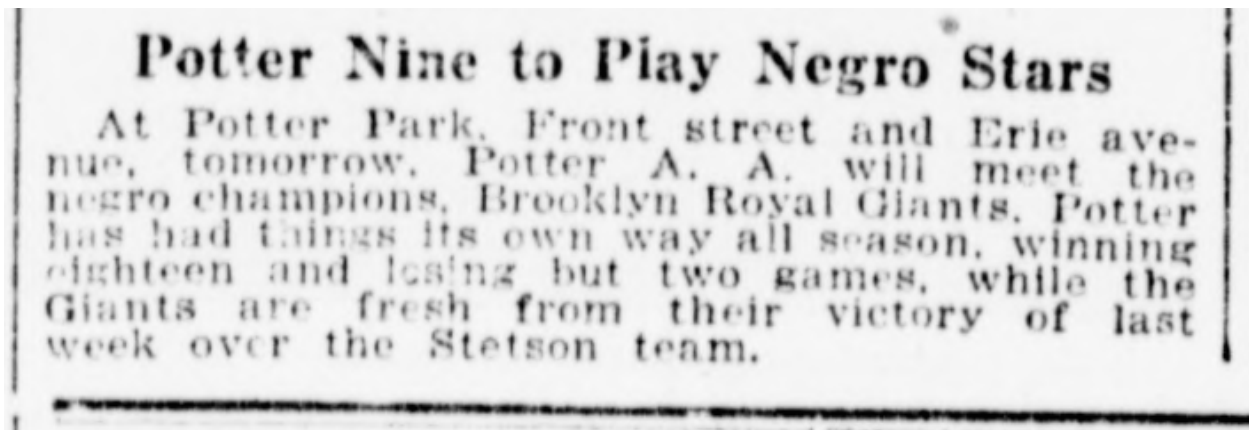 Potter Nine to Play Negro Stars
At Potter Park, Front street and Erie ave-
nue, tomorrow, Potter A. A. will meet the
negro champions, Brooklyn Royal Giants. Potter
has had things its own way all season, winning
eighteen and losing but two games, while the
Giants are fresh from their victory of last
week over the Stetson team.